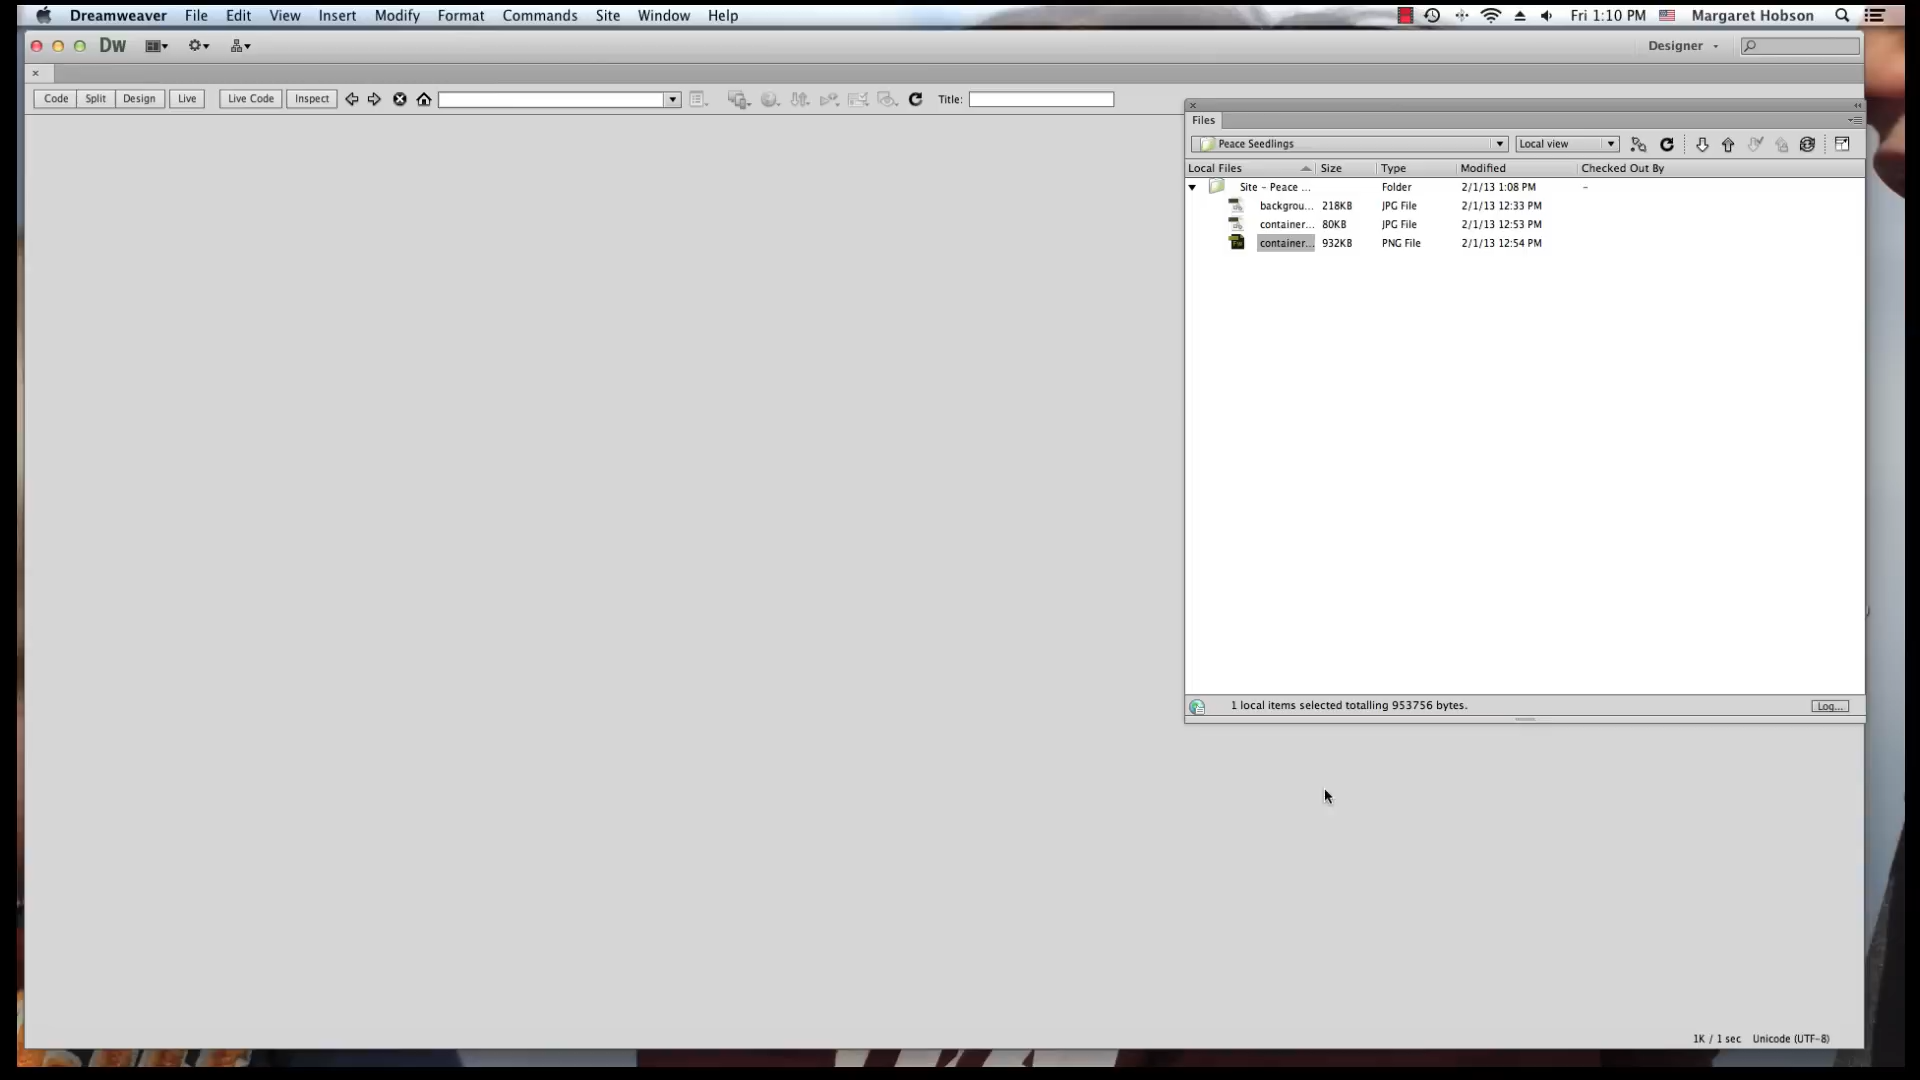 Dreamweaver File Edit View Insert Modify Format Commands Site Window Help Fri 1:10 PM Margaret Hobson
Dw Designer
Code Split Design Live Live Code Inspect Title:
Files
Peace Seedlings Local view
Local Files Size Type Modified Checked Out By
Site - Peace ... Folder 2/1/13 1:08 PM -
backgrou... 218KB JPG File 2/1/13 12:33 PM
container... 80KB JPG File 2/1/13 12:53 PM
container... 932KB PNG File 2/1/13 12:54 PM
1 local items selected totalling 953756 bytes. Log...
1K / 1 sec Unicode (UTF-8)